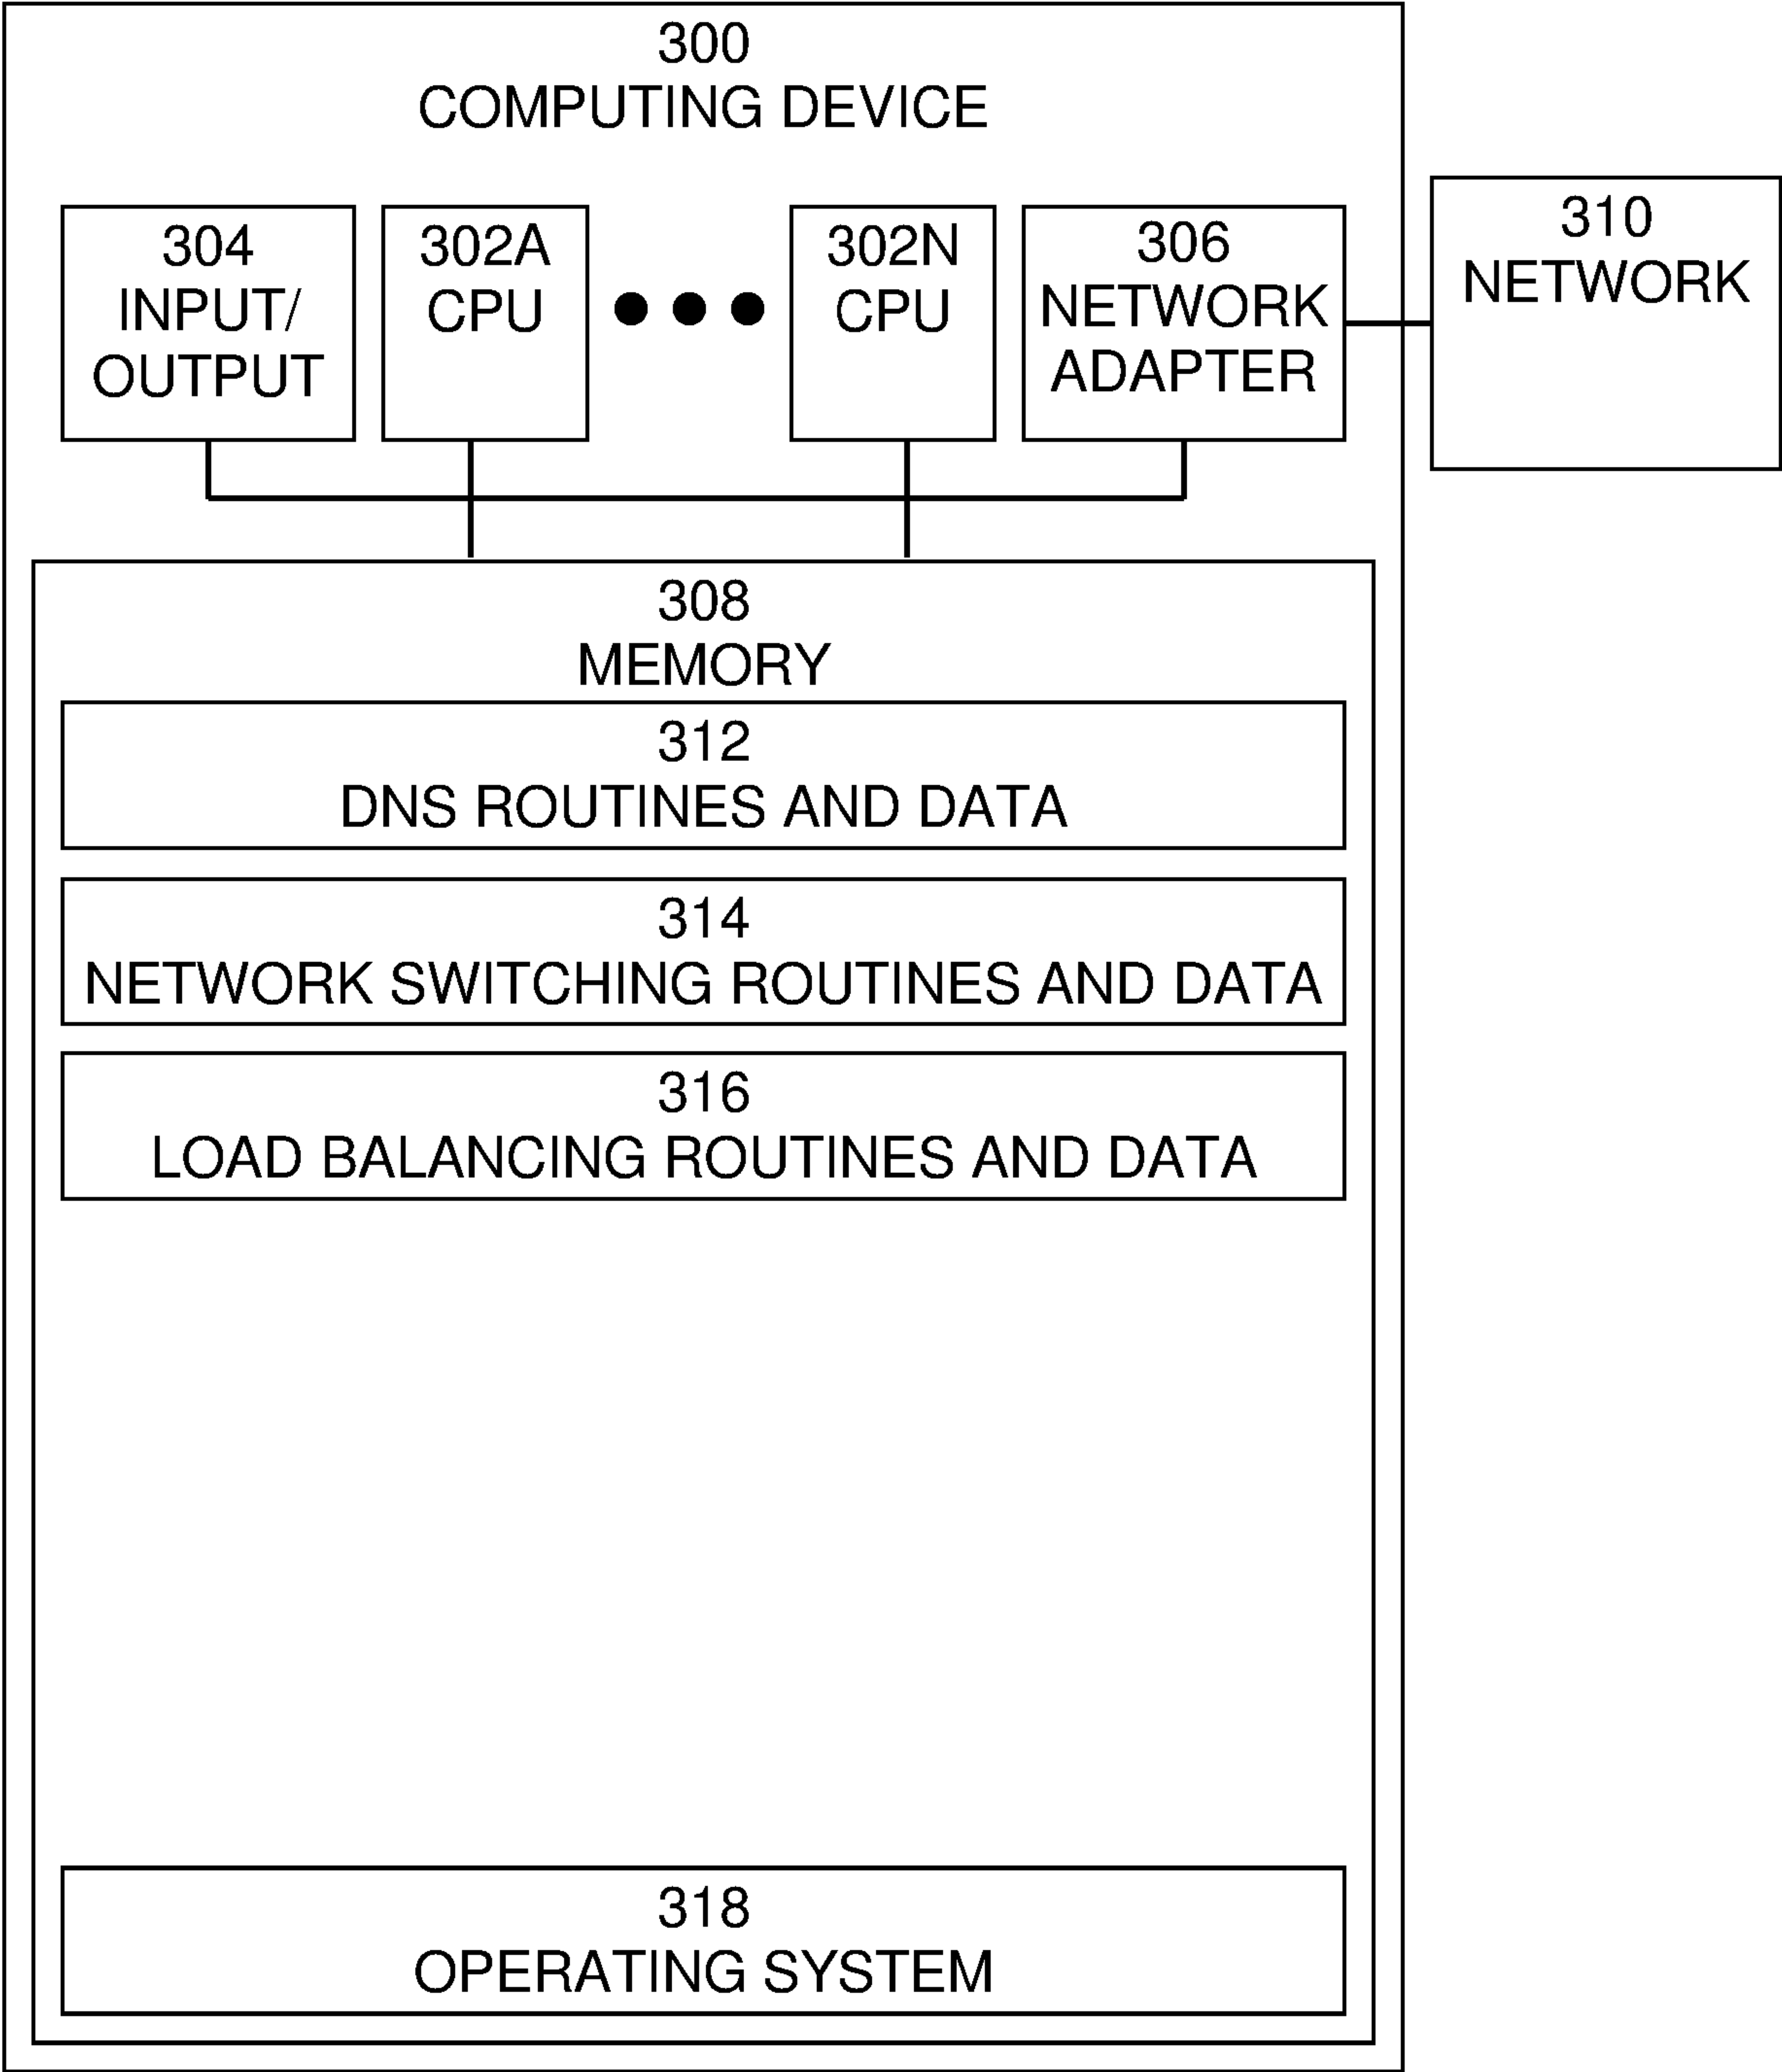 300
COMPUTING DEVICE
304
INPUT/
OUTPUT
302A
CPU
302N
CPU
306
NETWORK
ADAPTER
310
NETWORK
308
MEMORY
312
DNS ROUTINES AND DATA
314
NETWORK SWITCHING ROUTINES AND DATA
316
LOAD BALANCING ROUTINES AND DATA
318
OPERATING SYSTEM